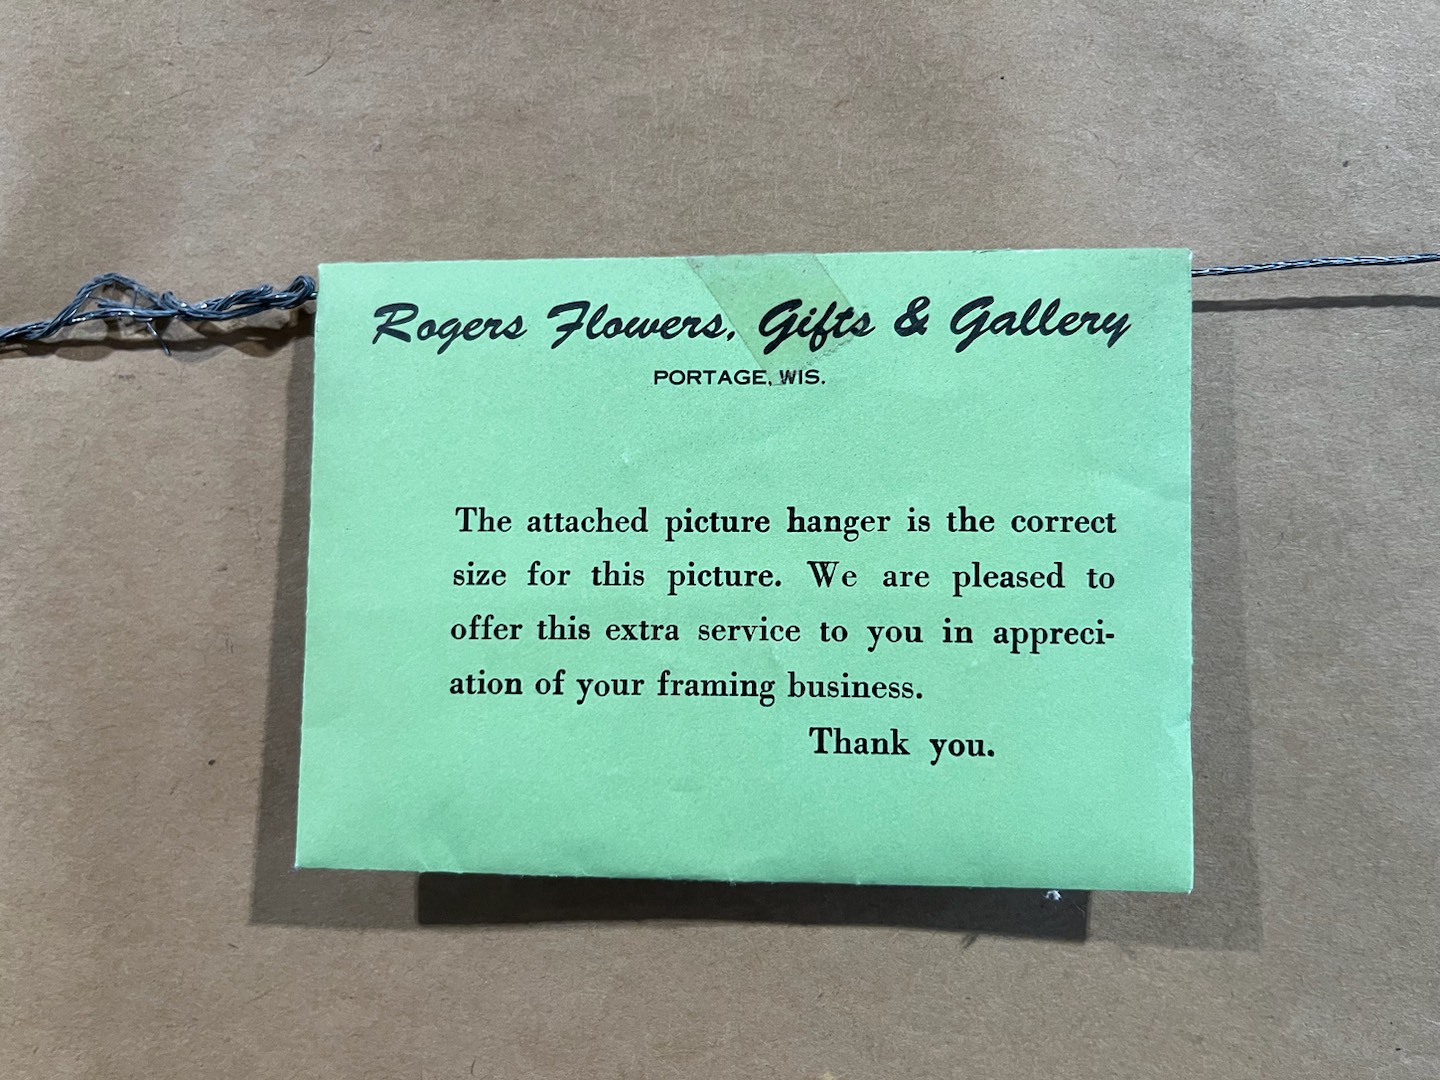 Rogers Flowers, Gifts & Gallery
PORTAGE, WIS.
The attached picture hanger is the correct
size for this picture. We are pleased to
offer this extra service to you in appreci-
ation of your framing business.
Thank you.